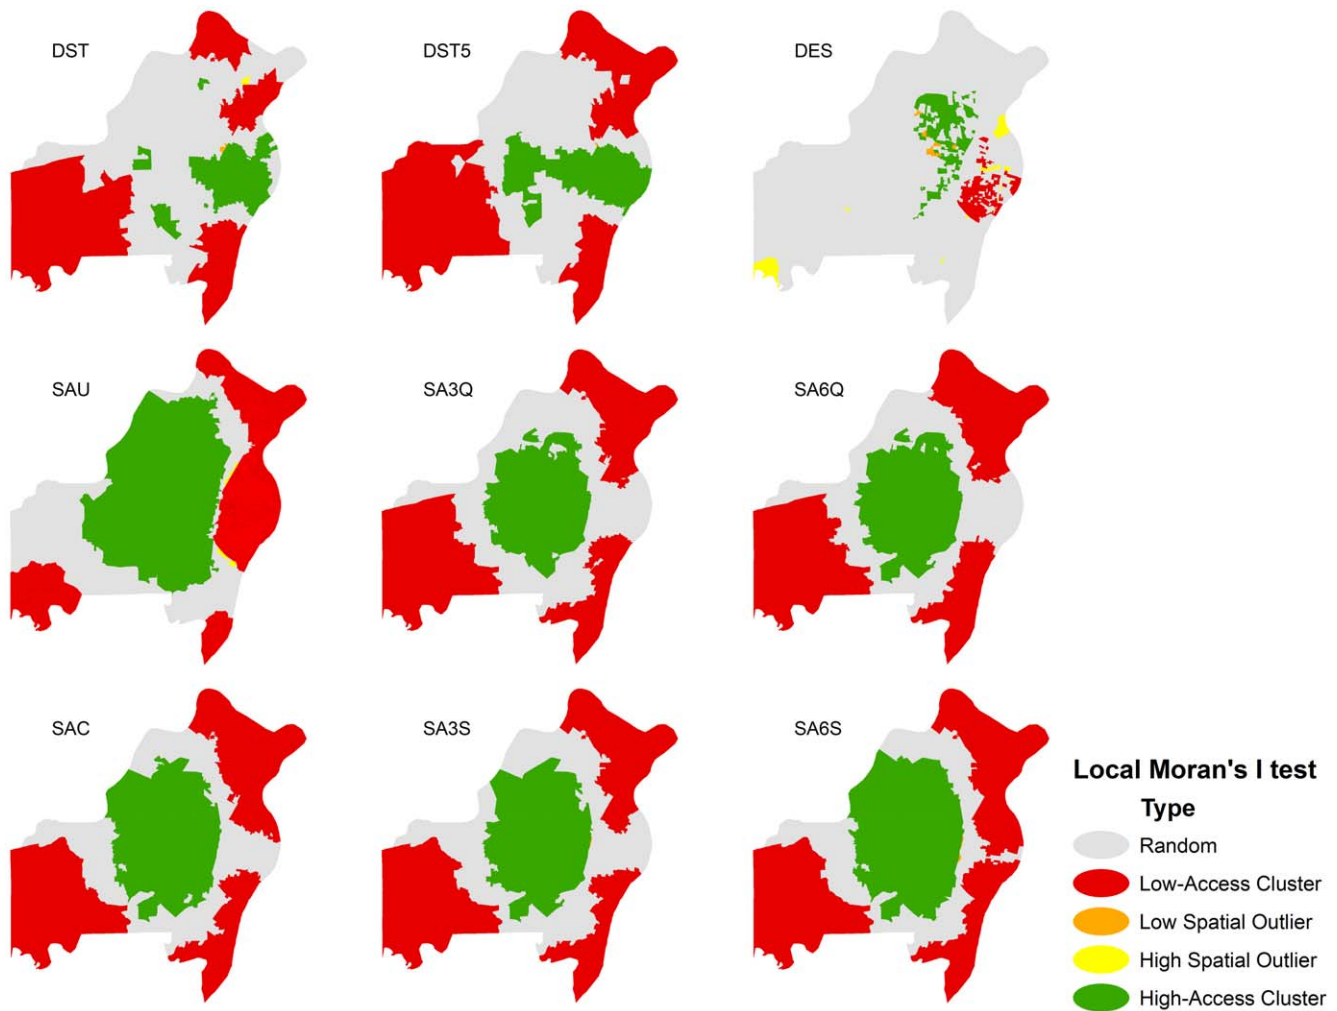 DST
DST5
DES
SAU
SA3Q
SA6Q
SAC
SA3S
SA6S
Local Moran's I test
Type
Random
Low-Access Cluster
Low Spatial Outlier
High Spatial Outlier
High-Access Cluster